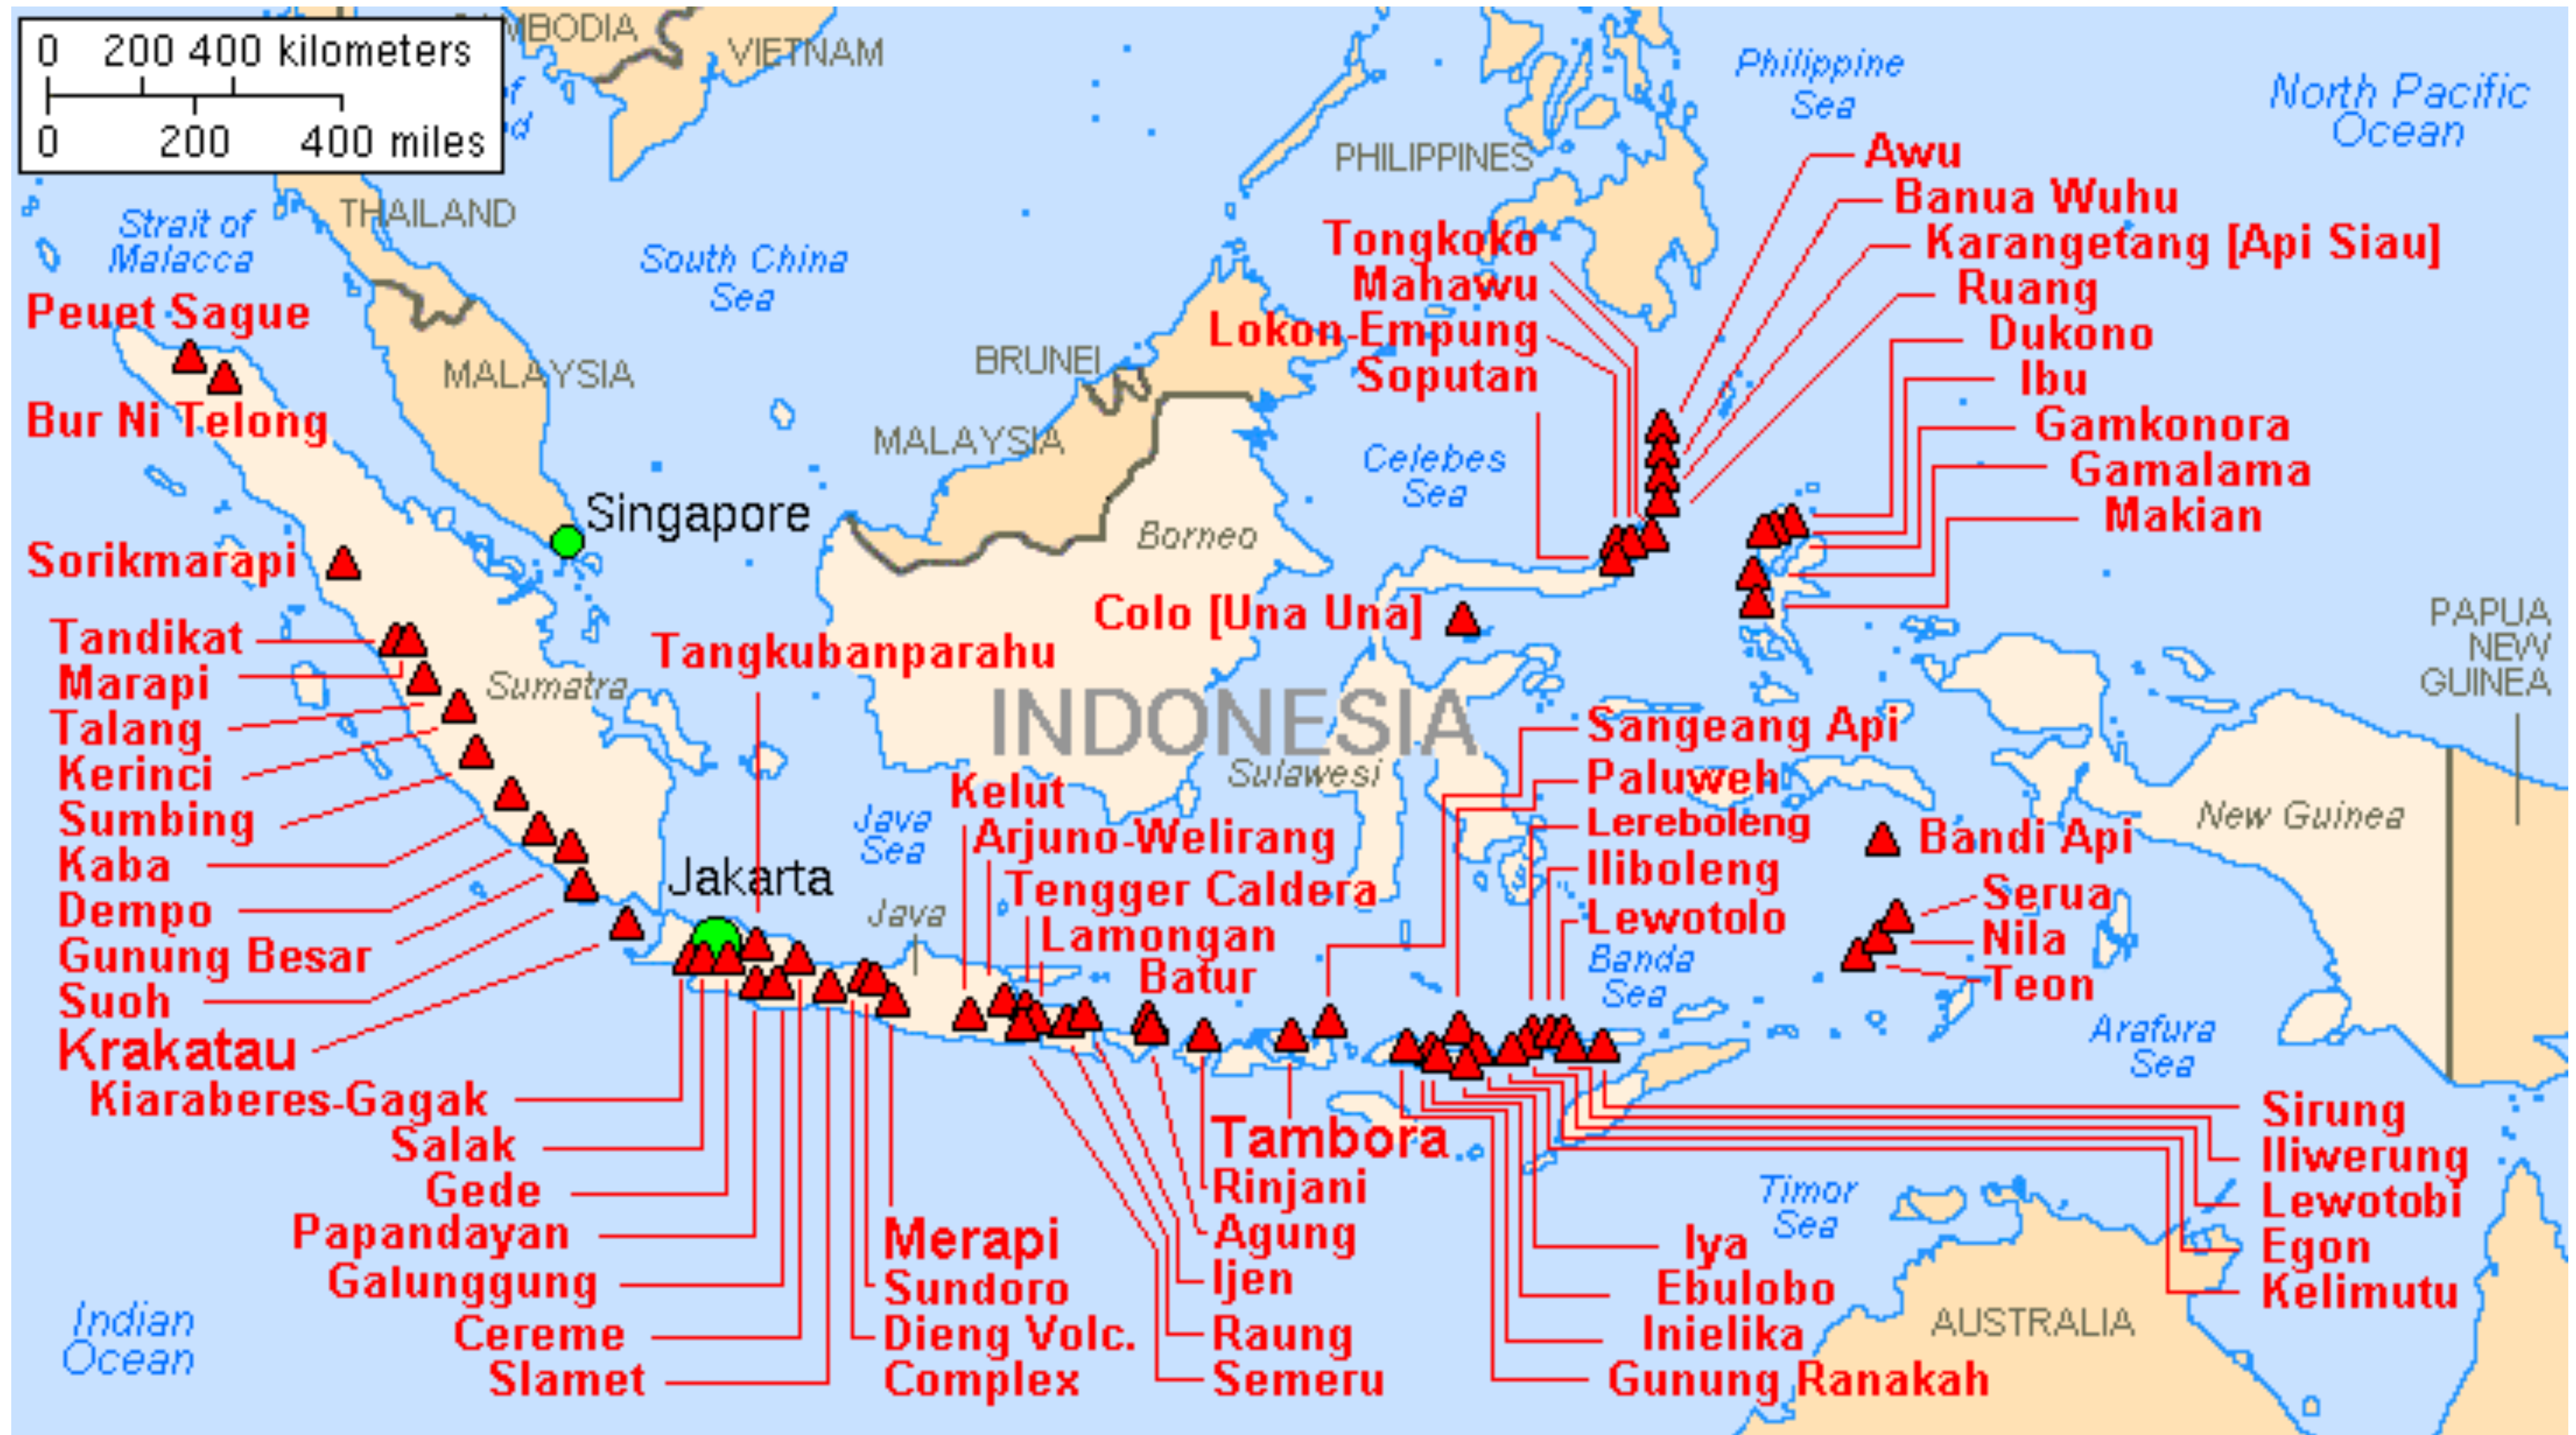 0 200 400 kilometers
0 200 400 miles
VIETNAM
THAILAND
Strait of
Malacca
South China
Sea
Philippine
Sea
North Pacific
Ocean
PHILIPPINES
MALAYSIA
BRUNEI
MALAYSIA
Celebes
Sea
Borneo
Singapore
Peuet Sague
Bur Ni Telong
Sorikmarapi
Tandikat
Marapi
Talang
Kerinci
Sumbing
Kaba
Dempo
Gunung Besar
Suoh
Krakatau
Sumatra
Tangkubanparahu
Jakarta
INDONESIA
Sulawesi
Java
Sea
Java
Tongkoko
Mahawu
Lokon-Empung
Soputan
Colo [Una Una]
Awu
Banua Wuhu
Karangetang [Api Siau]
Ruang
Dukono
Ibu
Gamkonora
Gamalama
Makian
PAPUA
NEW
GUINEA
New Guinea
Kelut
Arjuno-Welirang
Tengger Caldera
Lamongan
Batur
Sangeang Api
Paluweh
Lereboleng
Iliboleng
Lewotolo
Banda
Sea
Bandi Api
Serua
Nila
Teon
Arafura
Sea
Kiaraberes-Gagak
Salak
Gede
Papandayan
Galunggung
Cereme
Slamet
Merapi
Sundoro
Dieng Volc.
Complex
Tambora
Rinjani
Agung
Ijen
Raung
Semeru
Iya
Ebulobo
Inielika
Gunung Ranakah
Sirung
Iliwerung
Lewotobi
Egon
Kelimutu
Timor
Sea
AUSTRALIA
Indian
Ocean